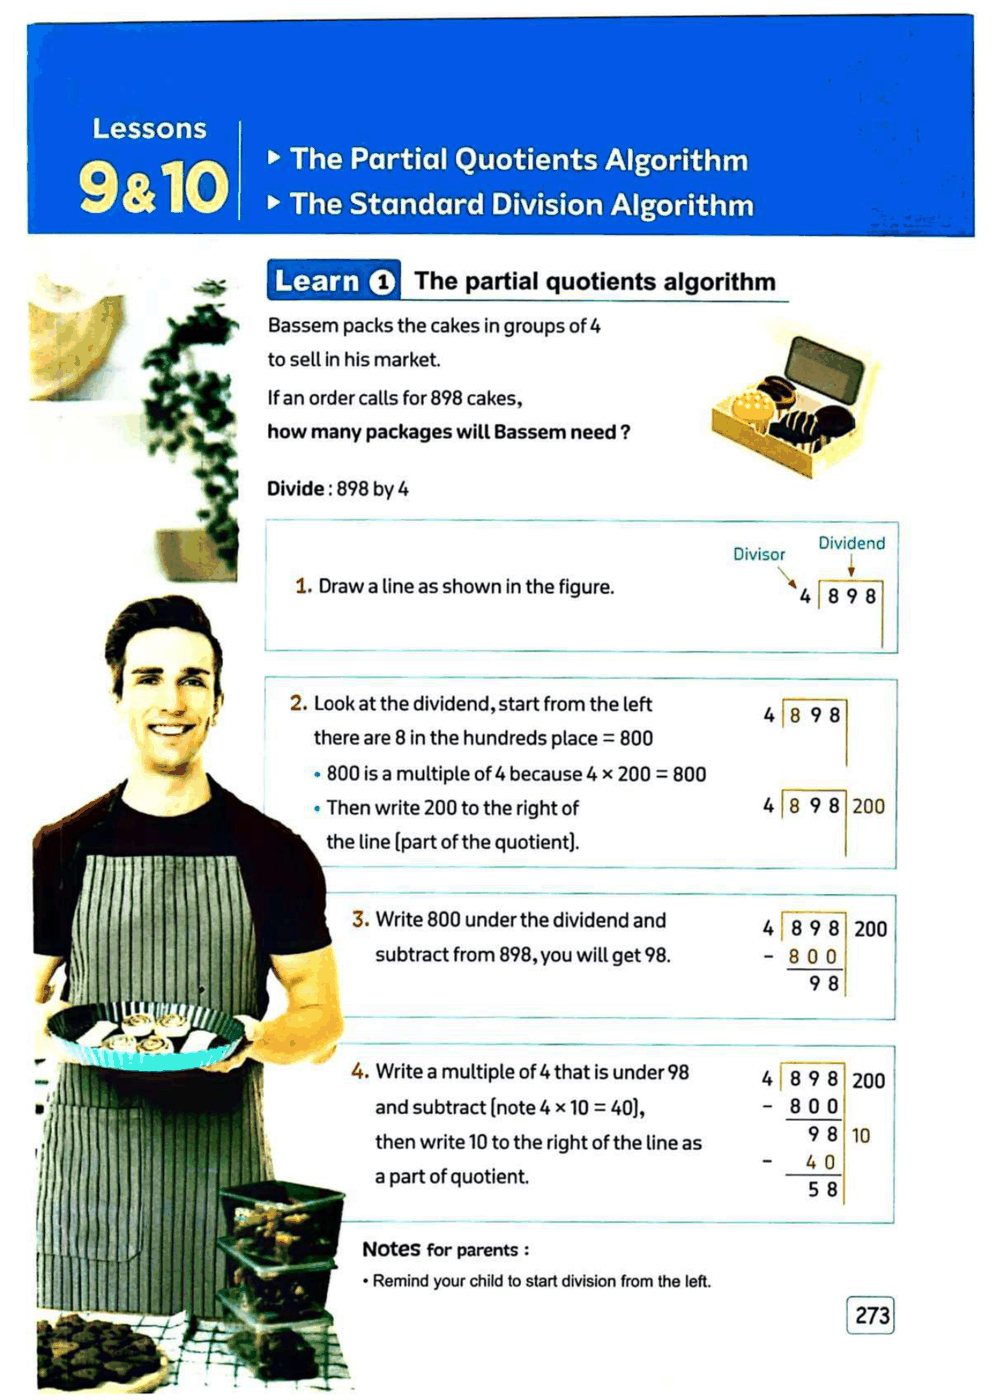 Lessons
9&10
▸ The Partial Quotients Algorithm
▸ The Standard Division Algorithm
Learn 1 The partial quotients algorithm
Bassem packs the cakes in groups of 4
to sell in his market.
If an order calls for 898 cakes,
how many packages will Bassem need ?
Divide : 898 by 4
1. Draw a line as shown in the figure.
Divisor
Dividend
4 898
2. Look at the dividend, start from the left
there are 8 in the hundreds place = 800
• 800 is a multiple of 4 because 4 × 200 = 800
• Then write 200 to the right of
the line (part of the quotient).
4 898
4 898 200
3. Write 800 under the dividend and
subtract from 898, you will get 98.
4 898 200
- 800
98
4. Write a multiple of 4 that is under 98
and subtract (note 4 × 10 = 40),
then write 10 to the right of the line as
a part of quotient.
4 898 200
- 800
98 10
- 40
58
Notes for parents :
• Remind your child to start division from the left.
273